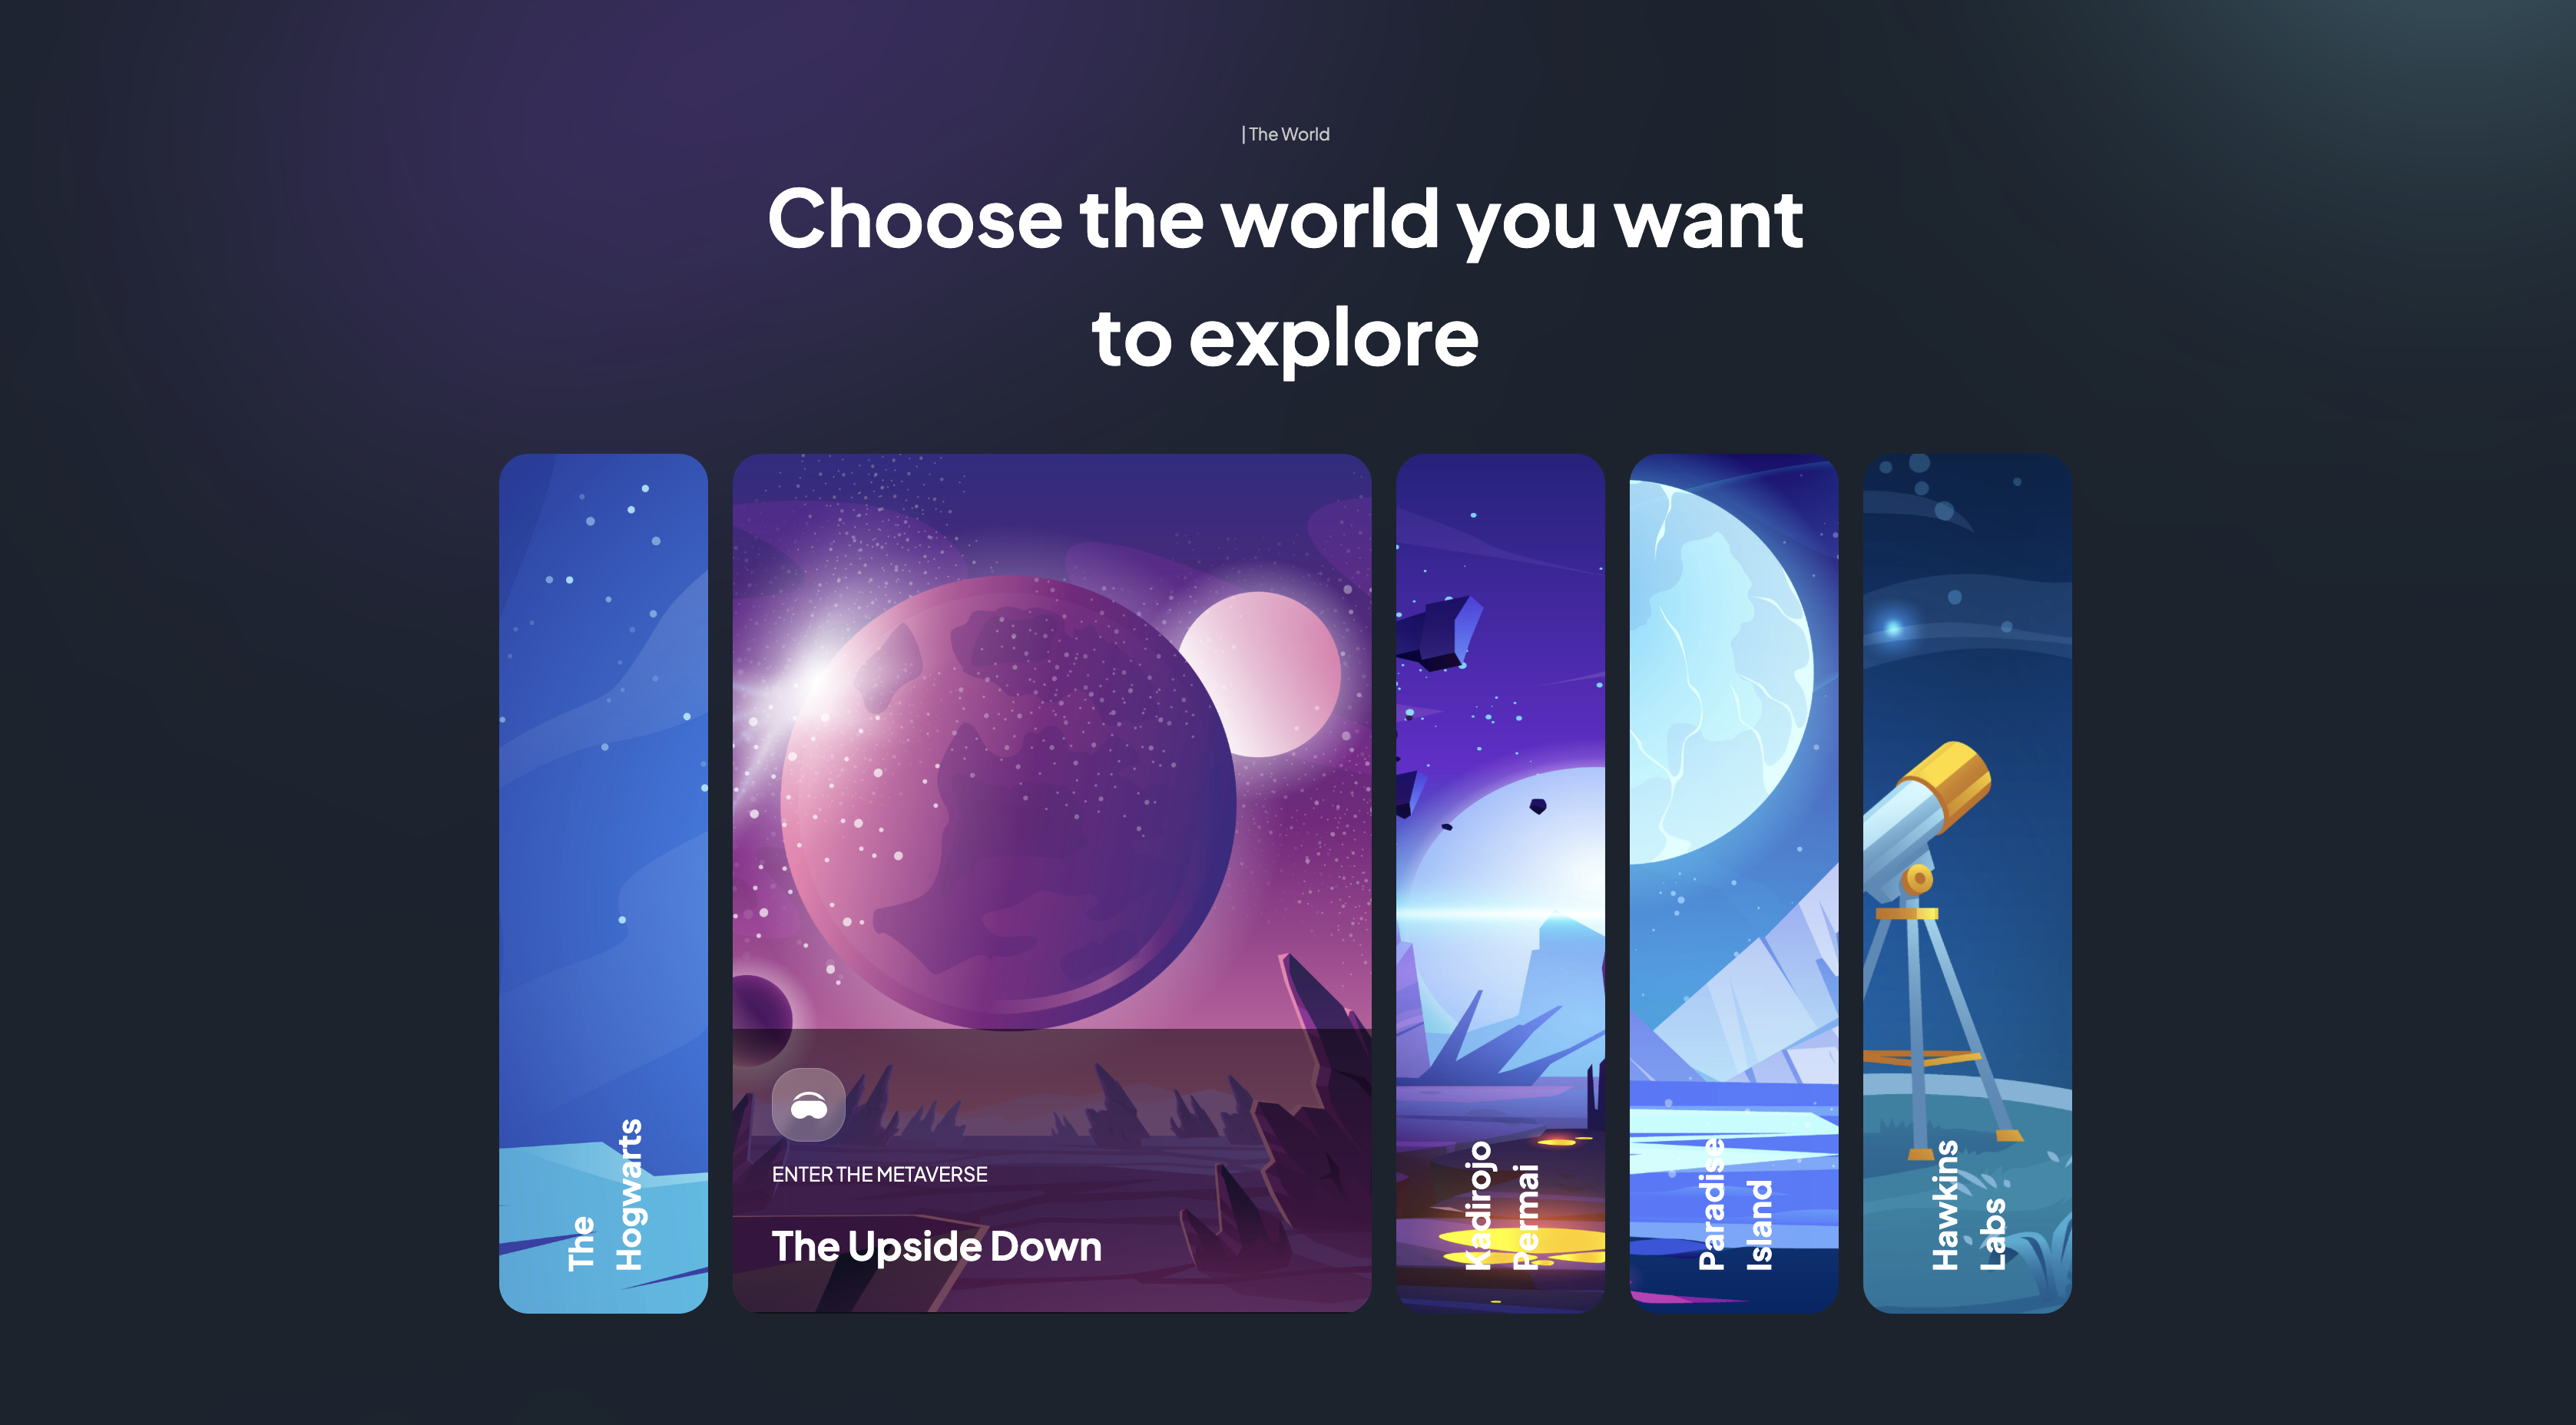 | The World
Choose the world you want
to explore
The
Hogwarts
ENTER THE METAVERSE
The Upside Down
Kadirojo
Permai
Paradise
Island
Hawkins
Labs